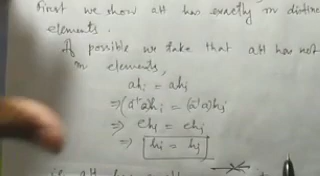 First we show aH has exactly m distinct
elements.
If possible we take that aH has not
m elements,
ahi = ahj
⇒ (a⁻¹a)hi = (a⁻¹a)hj
⇒ ehi = ehj
⇒ hi = hj